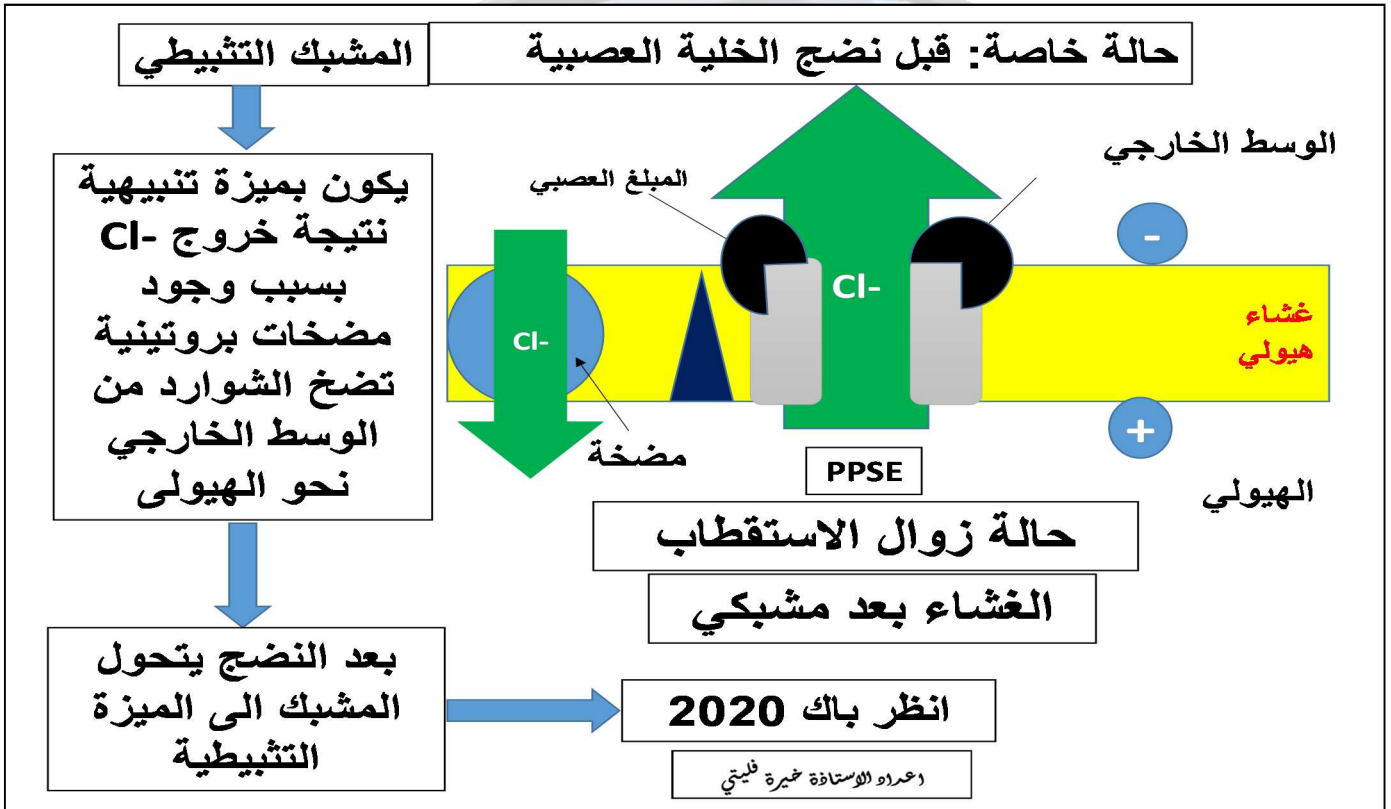 حالة خاصة: قبل نضج الخلية العصبية
المشبك التثبيطي
يكون بميزة تنبيهية
نتيجة خروج Cl-
بسبب وجود
مضخات بروتينية
تضخ الشوارد من
الوسط الخارجي
نحو الهيولى
بعد النضج يتحول
المشبك الى الميزة
التثبيطية
انظر باك 2020
الوسط الخارجي
المبلغ العصبي
-
Cl-
Cl-
غشاء
هيولي
+
مضخة
PPSE
الهيولي
حالة زوال الاستقطاب
الغشاء بعد مشبكي
اعداد الاستاذة خيرة فليتي